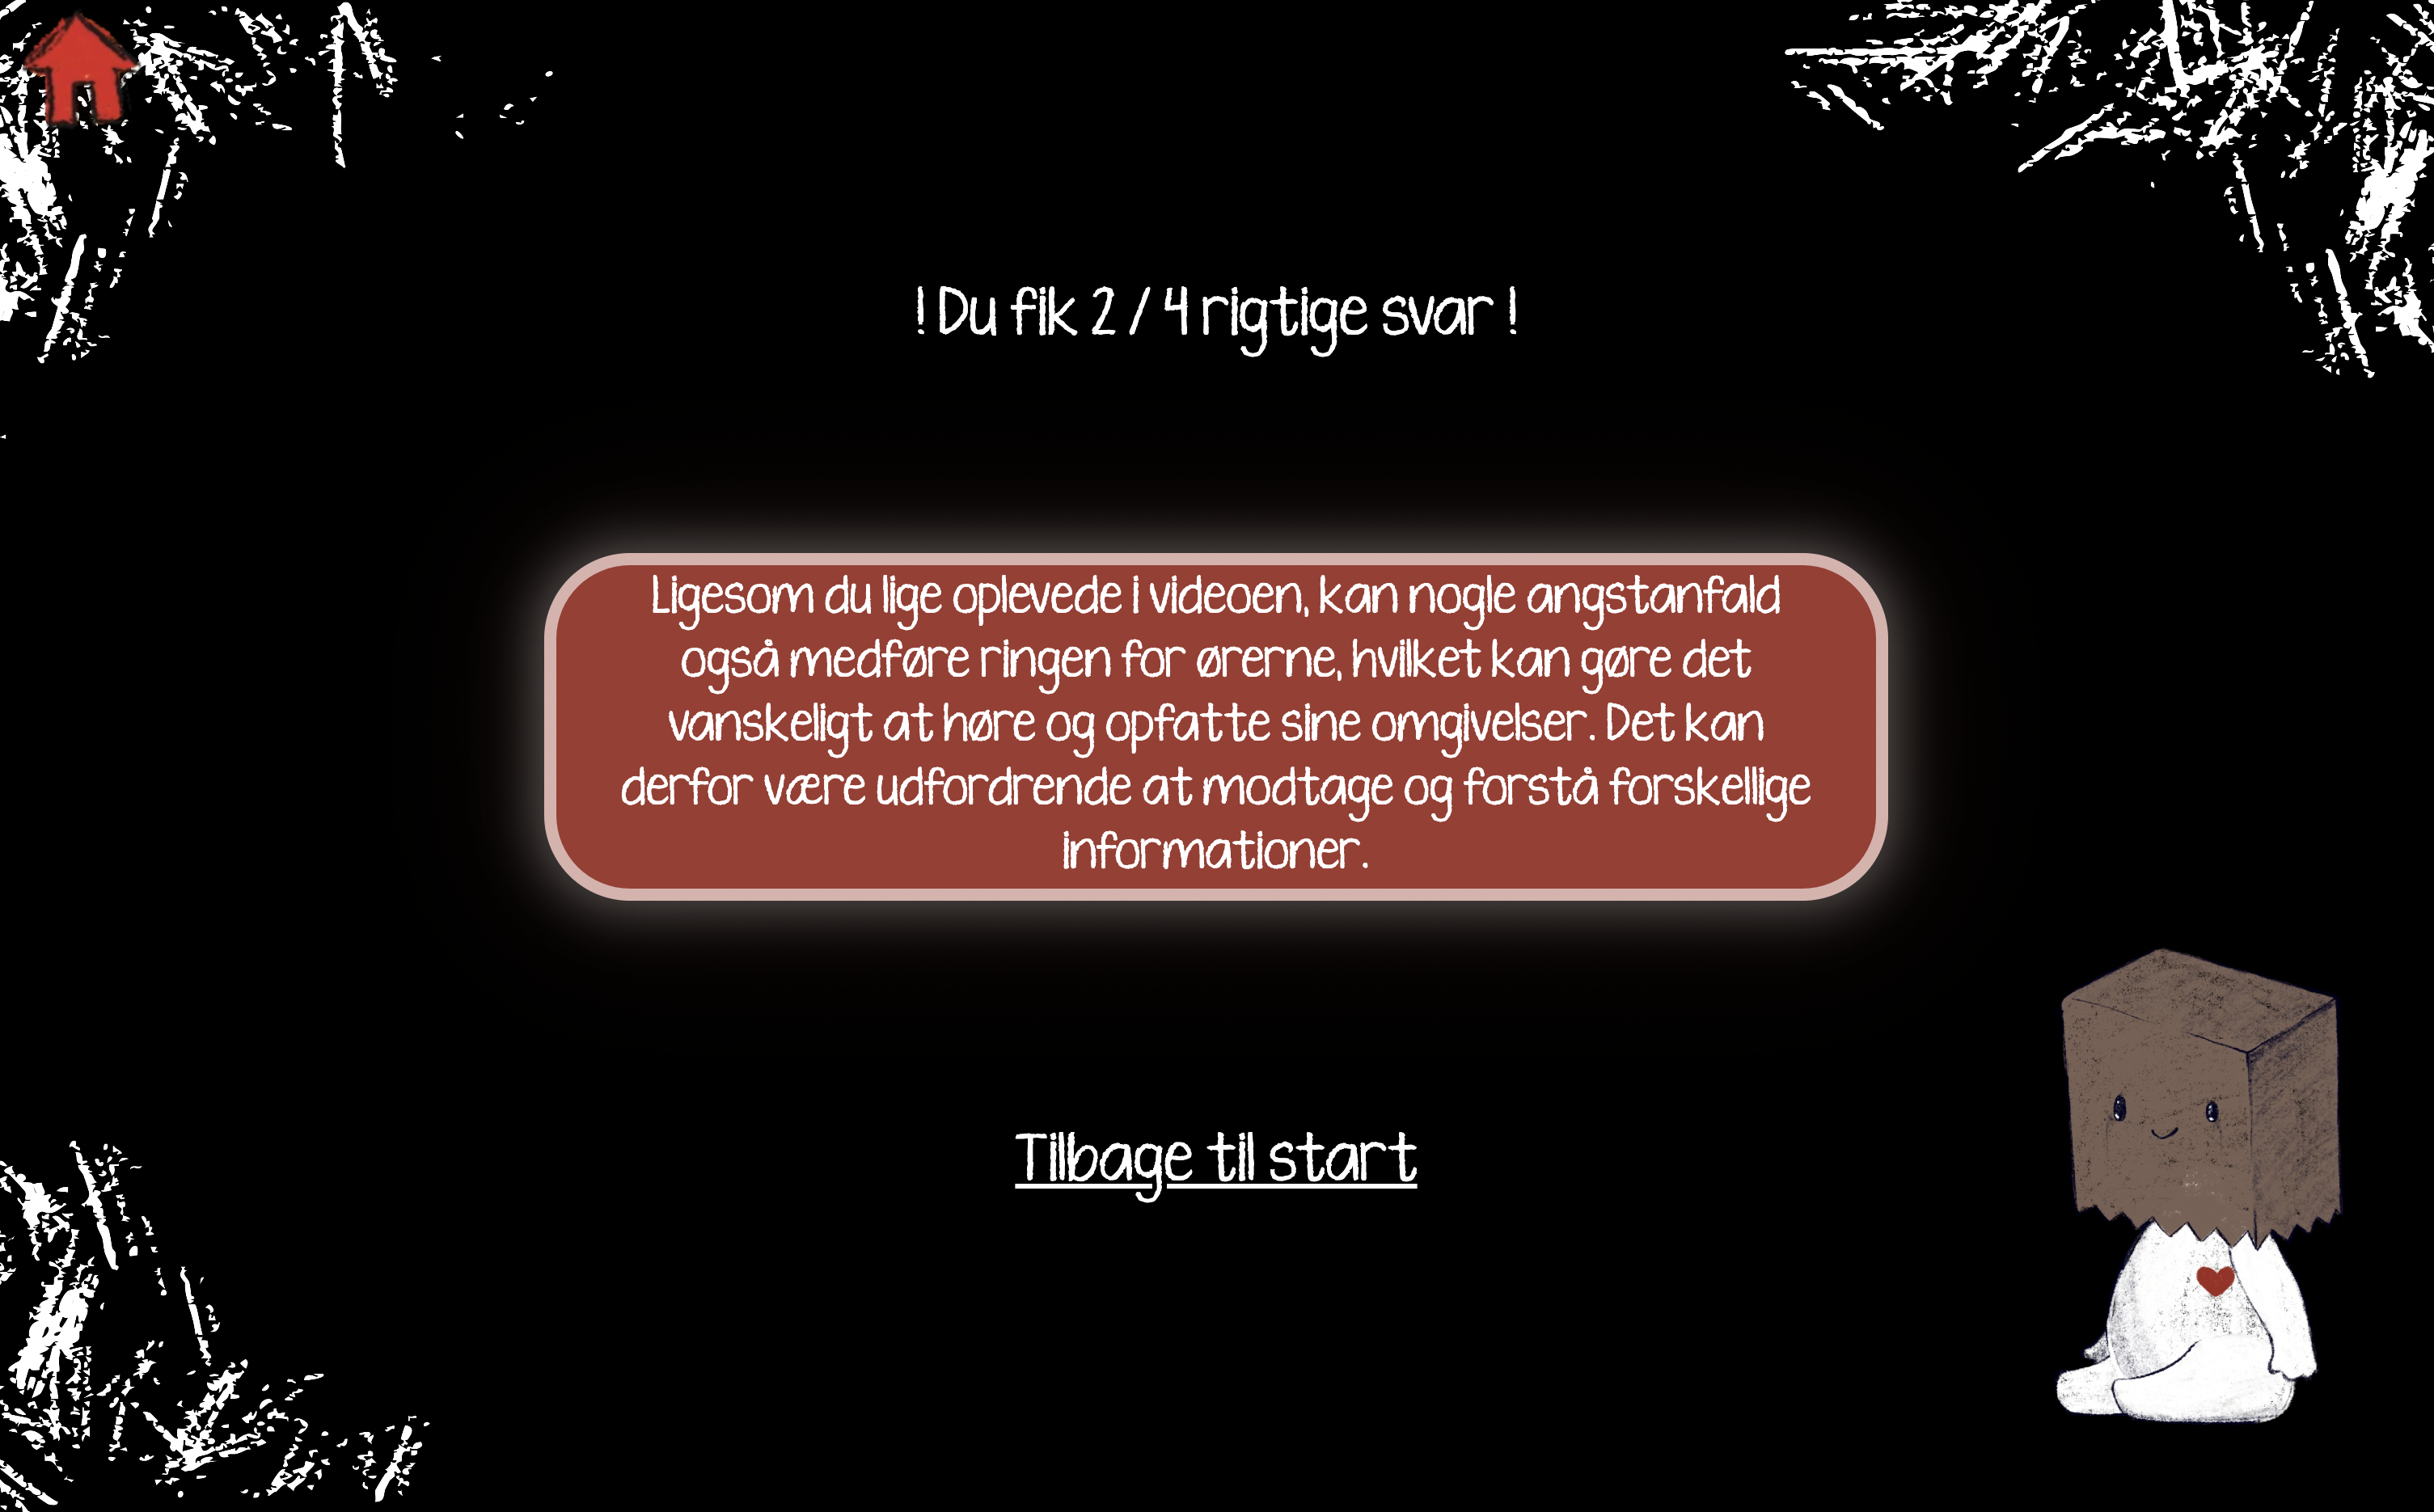 ! Du fik 2 / 4 rigtige svar !
Ligesom du lige oplevede i videoen, kan nogle angstanfald
også medføre ringen for ørerne, hvilket kan gøre det
vanskeligt at høre og opfatte sine omgivelser. Det kan
derfor være udfordrende at modtage og forstå forskellige
informationer.
Tilbage til start